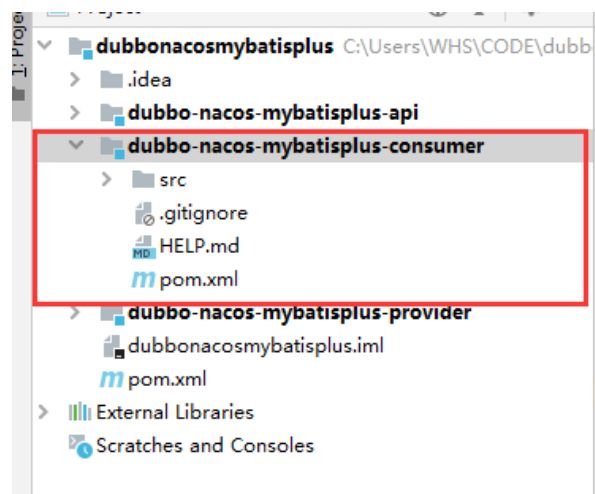 1: Project
dubbonacosmybatisplus C:\Users\WHS\CODE\dubb
.idea
dubbo-nacos-mybatisplus-api
dubbo-nacos-mybatisplus-consumer
src
.gitignore
MD HELP.md
m pom.xml
dubbo-nacos-mybatisplus-provider
dubbonacosmybatisplus.iml
m pom.xml
External Libraries
Scratches and Consoles